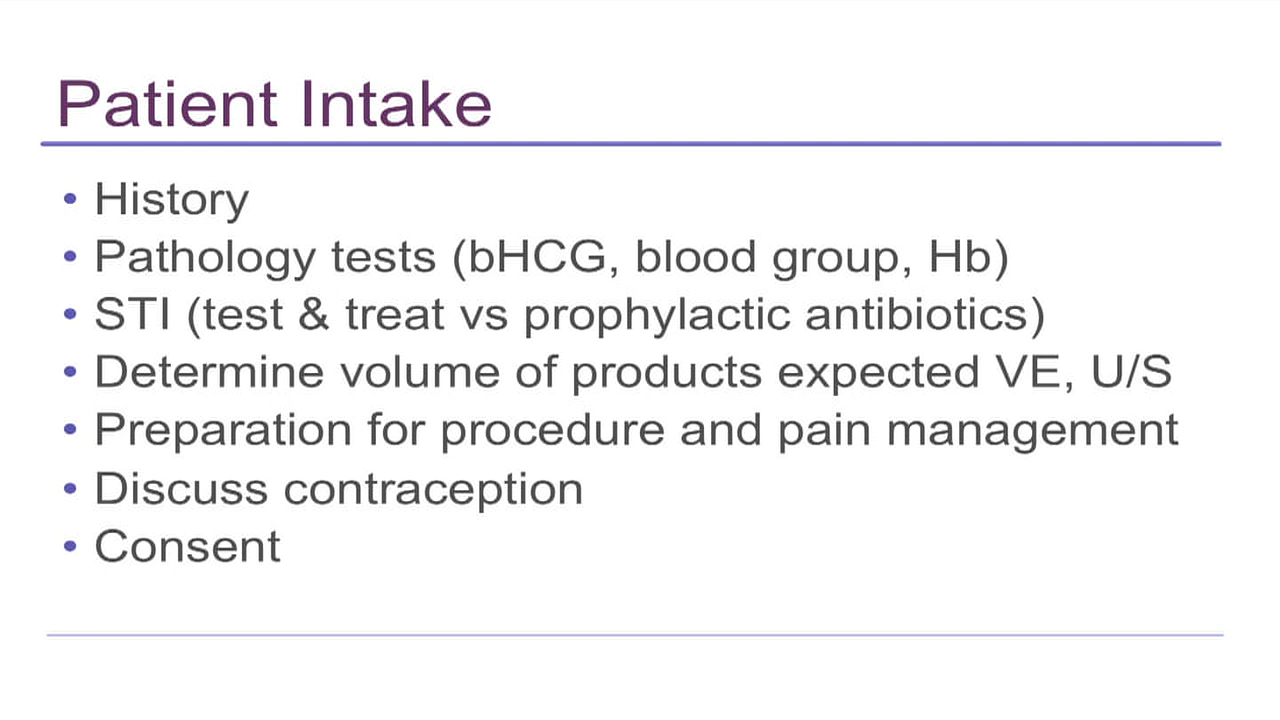 Patient Intake
• History
• Pathology tests (bHCG, blood group, Hb)
• STI (test & treat vs prophylactic antibiotics)
• Determine volume of products expected VE, U/S
• Preparation for procedure and pain management
• Discuss contraception
• Consent